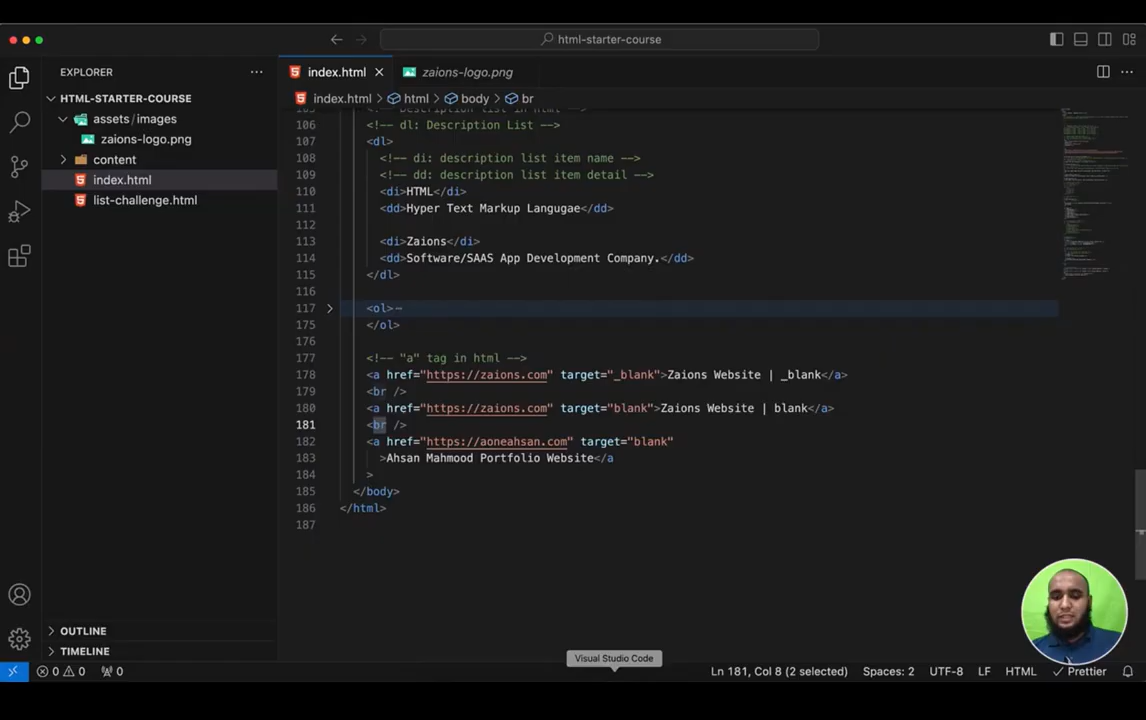 html-starter-course
EXPLORER
index.html
zaions-logo.png
HTML-STARTER-COURSE
index.html > html > body > br
assets/images
zaions-logo.png
content
index.html
list-challenge.html
106 <!-- dl: Description List -->
107 <dl>
108 <!-- di: description list item name -->
109 <!-- dd: description list item detail -->
110 <di>HTML</di>
111 <dd>Hyper Text Markup Langugae</dd>
112
113 <di>Zaions</di>
114 <dd>Software/SAAS App Development Company.</dd>
115 </dl>
116
117 <ol>
175 </ol>
176
177 <!-- "a" tag in html -->
178 <a href="https://zaions.com" target="_blank">Zaions Website | _blank</a>
179 <br />
180 <a href="https://zaions.com" target="blank">Zaions Website | blank</a>
181 <br />
182 <a href="https://aoneahsan.com" target="blank"
183 >Ahsan Mahmood Portfolio Website</a
184 >
185 </body>
186 </html>
187
OUTLINE
TIMELINE
Visual Studio Code
0 0 0
Ln 181, Col 8 (2 selected)
Spaces: 2
UTF-8
LF
HTML
Prettier